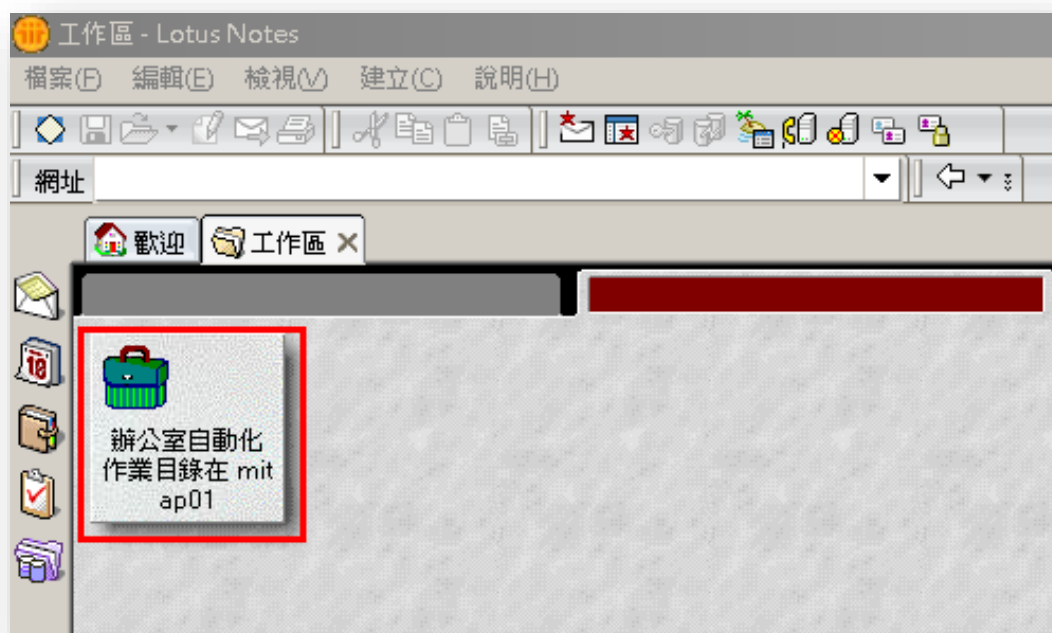 工作區 - Lotus Notes
檔案(F) 編輯(E) 檢視(V) 建立(C) 說明(H)
網址
歡迎 工作區
10
辦公室自動化
作業目錄在 mit
ap01